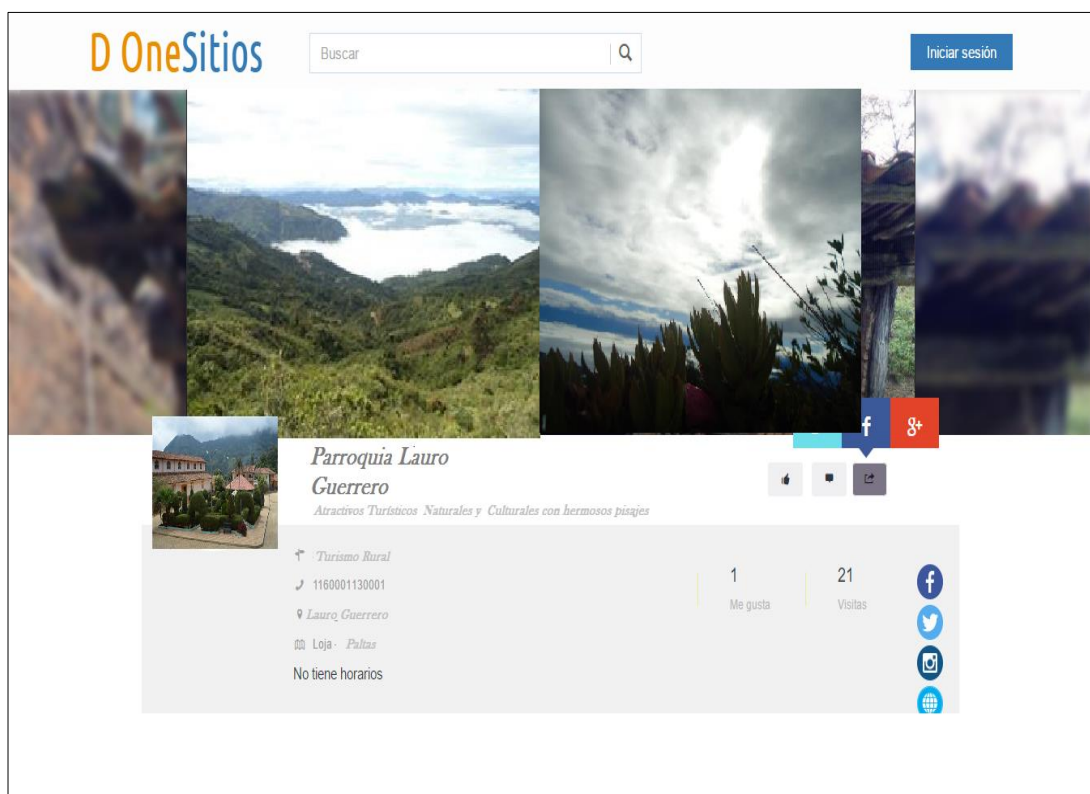 D OneSitios
Buscar
Iniciar sesión
f
g+
Parroquia Lauro
Guerrero
Atractivos Turísticos Naturales y Culturales con hermosos pisajes
Turismo Rural
1160001130001
Lauro Guerrero
Loja - Paltas
No tiene horarios
1
Me gusta
21
Visitas
f